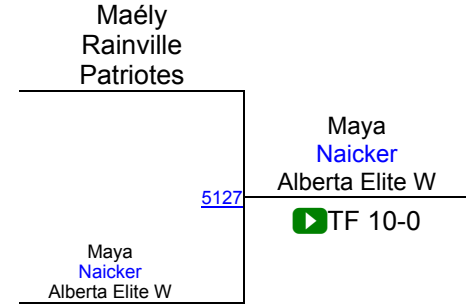 Maély
Rainville
Patriotes
Maya
Naicker
Alberta Elite W
5127
TF 10-0
Maya
Naicker
Alberta Elite W